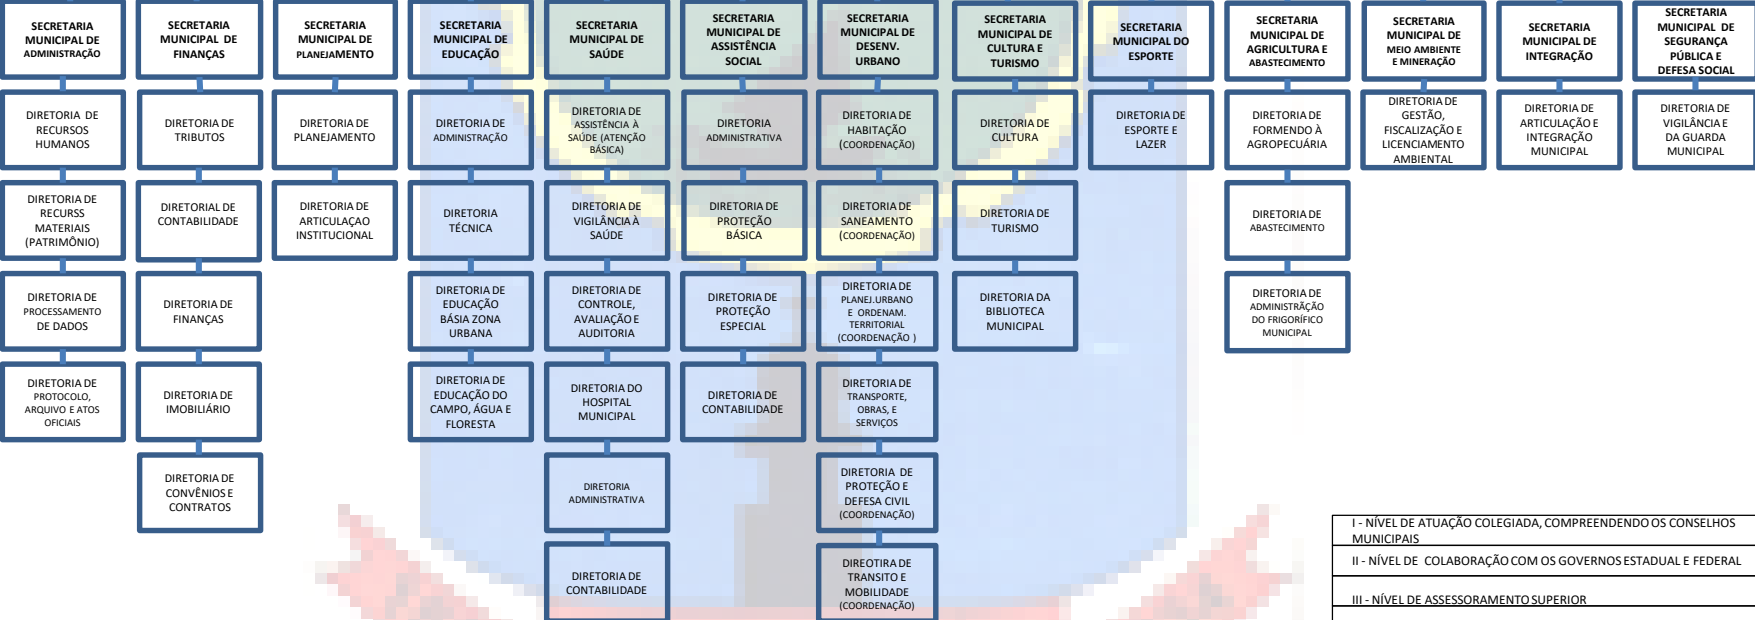 SECRETARIA
MUNICIPAL DE
ADMINISTRAÇÃO
DIRETORIA DE
RECURSOS
HUMANOS
DIRETORIA DE
RECURSS
MATERIAIS
(PATRIMÔNIO)
DIRETORIA DE
PROCESSAMENTO
DE DADOS
DIRETORIA DE
PROTOCOLO,
ARQUIVO E ATOS
OFICIAIS
SECRETARIA
MUNICIPAL DE
FINANÇAS
DIRETORIA DE
TRIBUTOS
DIRETORIAL DE
CONTABILIDADE
DIRETORIA DE
FINANÇAS
DIRETORIA DE
IMOBILIÁRIO
DIRETORIA DE
CONVÊNIOS E
CONTRATOS
SECRETARIA
MUNICIPAL DE
PLANEJAMENTO
DIRETORIA DE
PLANEJAMENTO
DIRETORIA DE
ARTICULAÇAO
INSTITUCIONAL
SECRETARIA
MUNICIPAL DE
EDUCAÇÃO
DIRETORIA DE
ADMINISTRAÇÃO
DIRETORIA
TÉCNICA
DIRETORIA DE
EDUCAÇÃO
BÁSIA ZONA
URBANA
DIRETORIA DE
EDUCAÇÃO DO
CAMPO, ÁGUA E
FLORESTA
SECRETARIA
MUNICIPAL DE
SAÚDE
DIRETORIA DE
ASSISTÊNCIA À
SAÚDE (ATENÇÃO
BÁSICA)
DIRETORIA DE
VIGILÂNCIA À
SAÚDE
DIRETORIA DE
CONTROLE,
AVALIAÇÃO E
AUDITORIA
DIRETORIA DO
HOSPITAL
MUNICIPAL
DIRETORIA
ADMINISTRATIVA
DIRETORIA DE
CONTABILIDADE
SECRETARIA
MUNICIPAL DE
ASSISTÊNCIA
SOCIAL
DIRETORIA
ADMINISTRATIVA
DIRETORIA DE
PROTEÇÃO
BÁSICA
DIRETORIA DE
PROTEÇÃO
ESPECIAL
DIRETORIA DE
CONTABILIDADE
SECRETARIA
MUNICIPAL DE
DESENV.
URBANO
DIRETORIA DE
HABITAÇÃO
(COORDENAÇÃO)
DIRETORIA DE
SANEAMENTO
(COORDENAÇÃO)
DIRETORIA DE
PLANEJ.URBANO
E ORDENAM.
TERRITORIAL
(COORDENAÇÃO )
DIRETORIA DE
TRANSPORTE,
OBRAS, E
SERVIÇOS
DIRETORIA DE
PROTEÇÃO E
DEFESA CIVIL
(COORDENAÇÃO)
DIREOTIRA DE
TRANSITO E
MOBILIDADE
(COORDENAÇÃO)
SECRETARIA
MUNICIPAL DE
CULTURA E
TURISMO
DIRETORIA DE
CULTURA
DIRETORIA DE
TURISMO
DIRETORIA DA
BIBLIOTECA
MUNICIPAL
SECRETARIA
MUNICIPAL DO
ESPORTE
DIRETORIA DE
ESPORTE E
LAZER
SECRETARIA
MUNICIPAL DE
AGRICULTURA E
ABASTECIMENTO
DIRETORIA DE
FORMENDO À
AGROPECUÁRIA
DIRETORIA DE
ABASTECIMENTO
DIRETORIA DE
ADMINISTRÃÇÃO
DO FRIGORÍFICO
MUNICIPAL
SECRETARIA
MUNICIPAL DE
MEIO AMBIENTE
E MINERAÇÃO
DIRETORIA DE
GESTÃO,
FISCALIZAÇÃO E
LICENCIAMENTO
AMBIENTAL
SECRETARIA
MUNICIPAL DE
INTEGRAÇÃO
DIRETORIA DE
ARTICULAÇÃO E
INTEGRAÇÃO
MUNICIPAL
SECRETARIA
MUNICIPAL DE
SEGURANÇA
PÚBLICA E
DEFESA SOCIAL
DIRETORIA DE
VIGILÂNCIA E
DA GUARDA
MUNICIPAL
I - NÍVEL DE ATUAÇÃO COLEGIADA, COMPREENDENDO OS CONSELHOS
MUNICIPAIS
II - NÍVEL DE COLABORAÇÃO COM OS GOVERNOS ESTADUAL E FEDERAL
III - NÍVEL DE ASSESSORAMENTO SUPERIOR